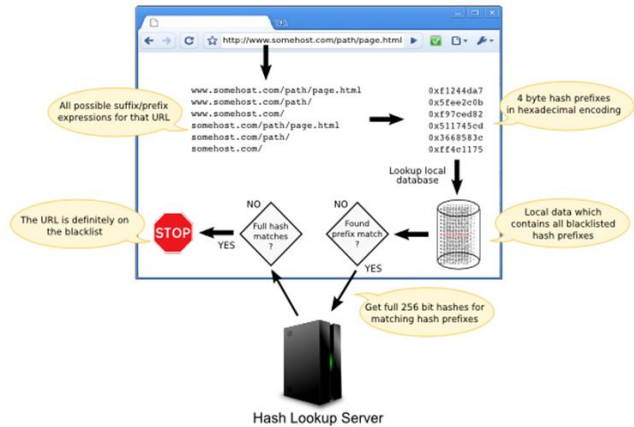 http://www.somehost.com/path/page.html
All possible suffix/prefix
expressions for that URL
www.somehost.com/path/page.html
www.somehost.com/path/
www.somehost.com/
somehost.com/path/page.html
somehost.com/path/
somehost.com/
0xf1244da7
0x5fee2c0b
0xf97ced82
0x511745cd
0x3668583c
0xff4c1175
4 byte hash prefixes
in hexadecimal encoding
Lookup local
database
Local data which
contains all blacklisted
hash prefixes
NO
Found
prefix match
?
YES
NO
Full hash
matches
?
YES
STOP
The URL is definitely on
the blacklist
Get full 256 bit hashes for
matching hash prefixes
Hash Lookup Server